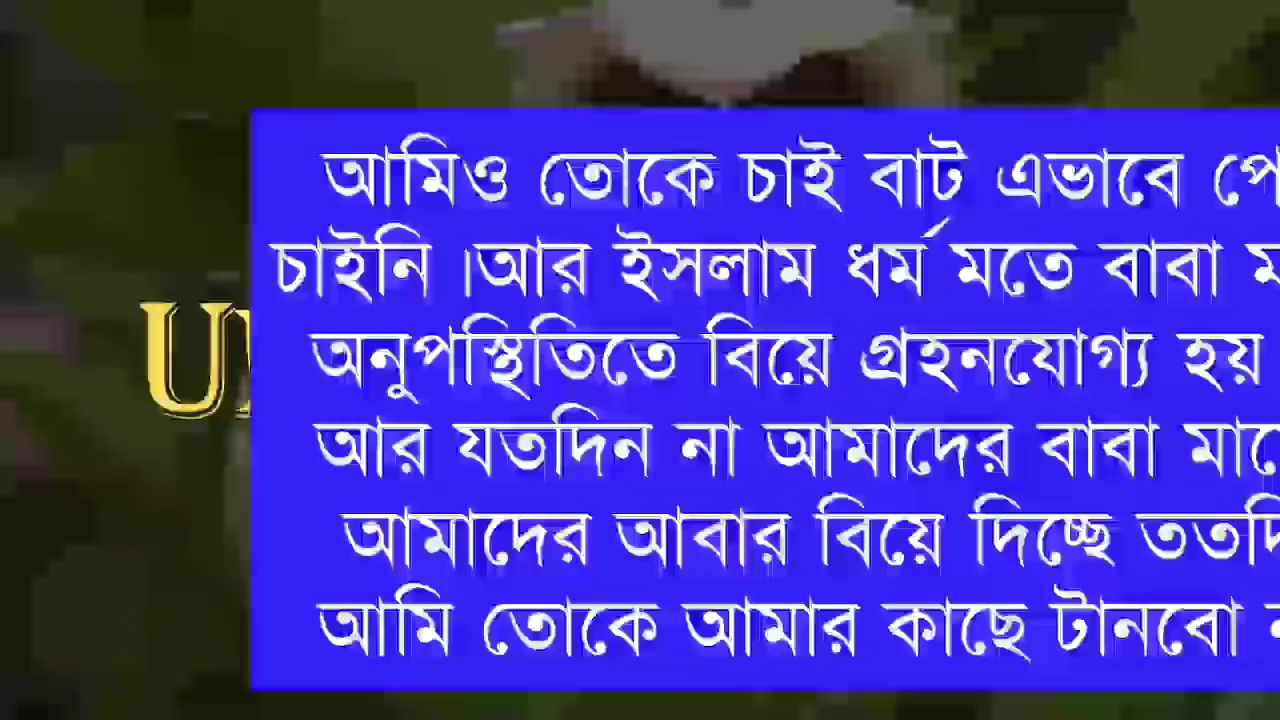 আমিও তোকে চাই বাট এভাবে
চাইনি ।আর ইসলাম ধর্ম মতে বাবা
U
অনুপস্থিতিতে বিয়ে গ্রহনযোগ্য হয়
আর যতদিন না আমাদের বাবা
আমাদের আবার বিয়ে দিচ্ছে
আমি তোকে আমার কাছে টানবো